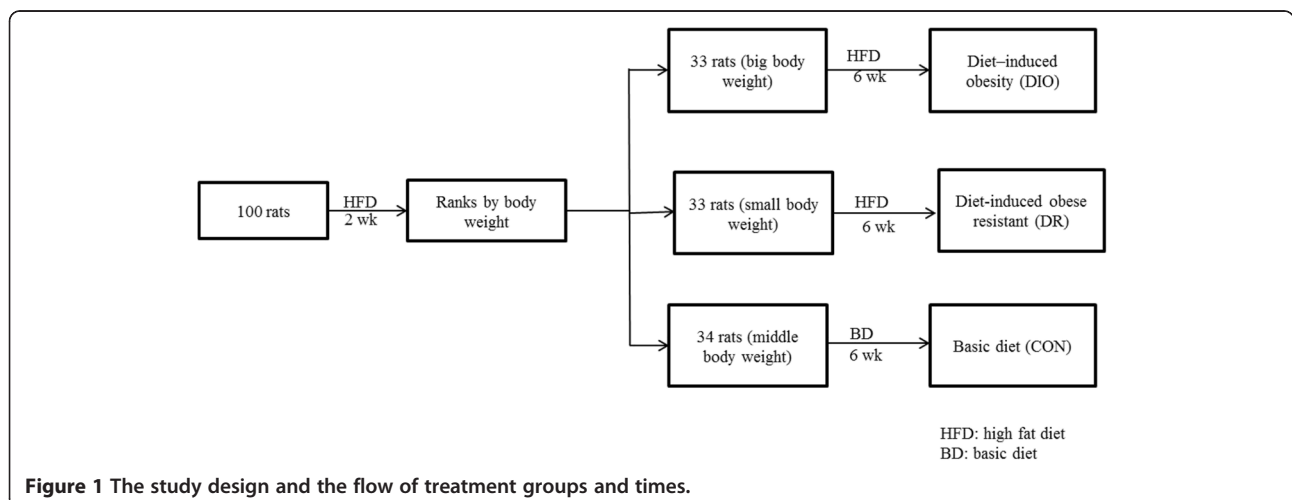 33 rats (big body
weight)
HFD
6 wk
Diet–induced
obesity (DIO)
100 rats
HFD
2 wk
Ranks by body
weight
33 rats (small body
weight)
HFD
6 wk
Diet-induced obese
resistant (DR)
34 rats (middle
body weight)
BD
6 wk
Basic diet (CON)
HFD: high fat diet
BD: basic diet
Figure 1 The study design and the flow of treatment groups and times.